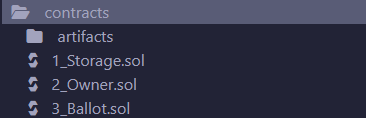 contracts
artifacts
1_Storage.sol
2_Owner.sol
3_Ballot.sol